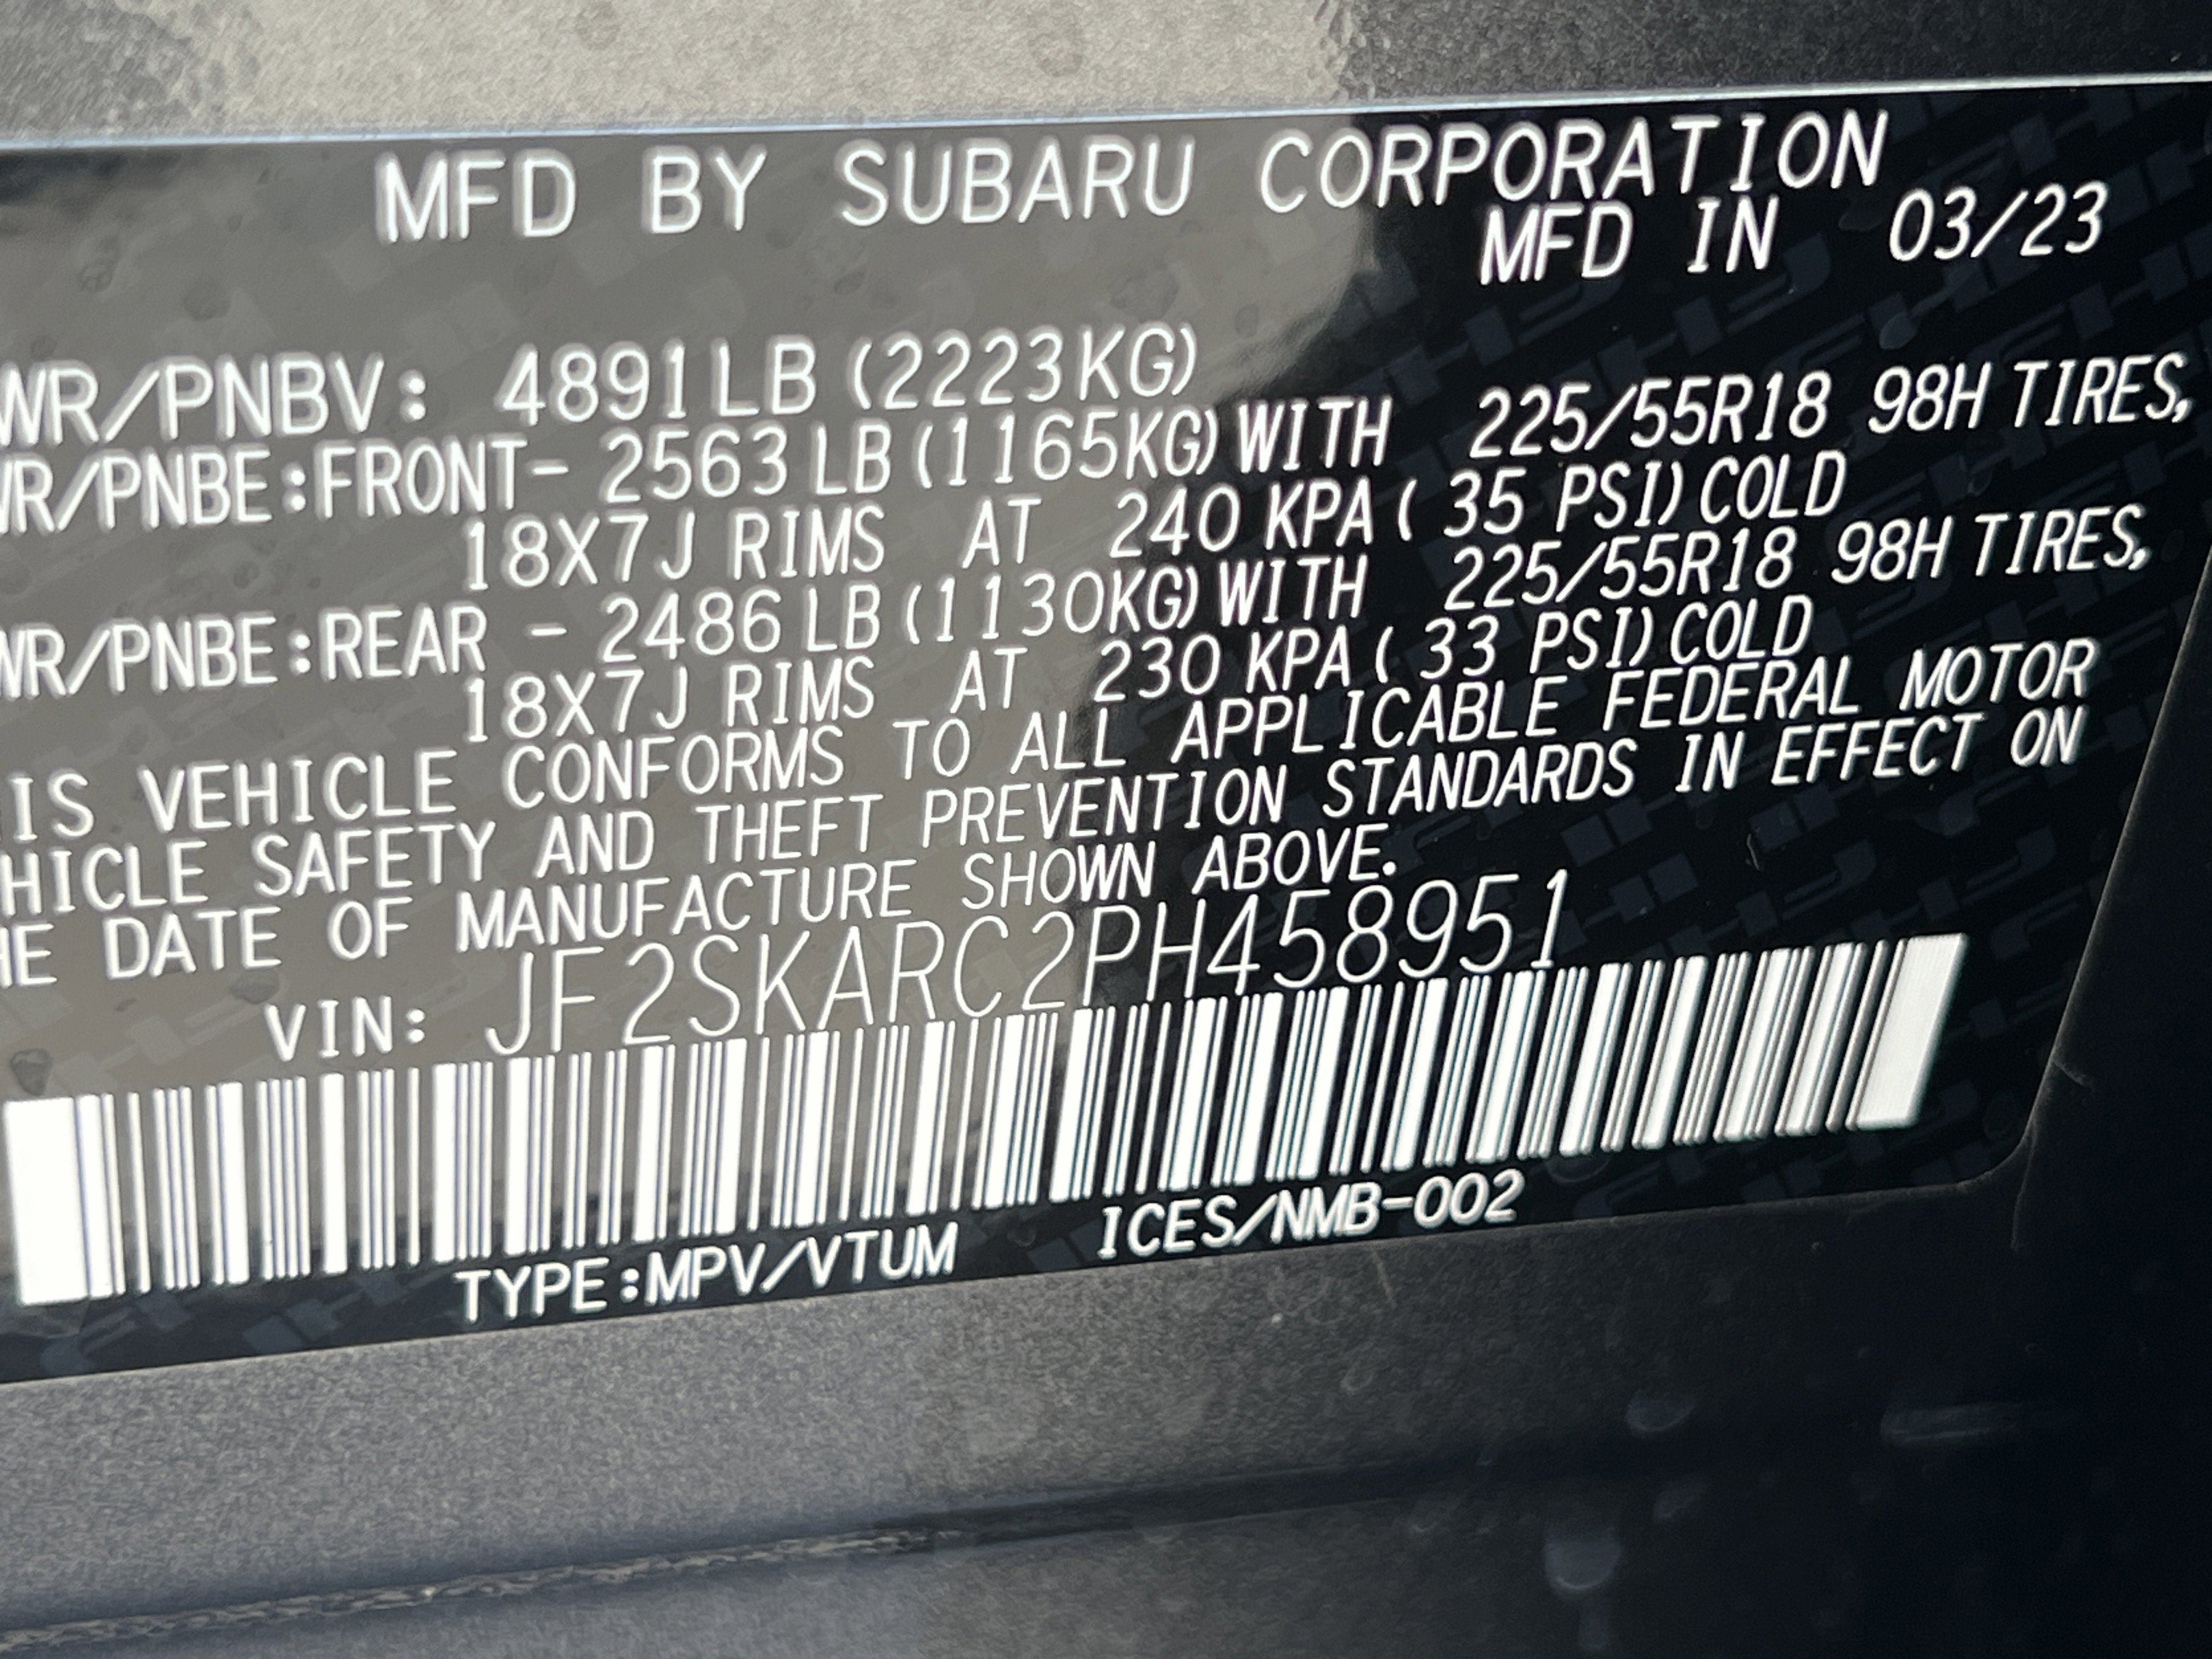 MFD BY SUBARU CORPORATION
MFD IN 03/23
WR/PNBV: 4891LB (2223KG)
WR/PNBE:FRONT- 2563 LB (1165KG) WITH 225/55R18 98H TIRES,
18X7J RIMS AT 240 KPA ( 35 PSI) COLD
WR/PNBE:REAR - 2486 LB (1130KG) WITH 225/55R18 98H TIRES,
18X7J RIMS AT 230 KPA ( 33 PSI) COLD
IS VEHICLE CONFORMS TO ALL APPLICABLE FEDERAL MOTOR
HICLE SAFETY AND THEFT PREVENTION STANDARDS IN EFFECT ON
HE DATE OF MANUFACTURE SHOWN ABOVE.
VIN: JF2SKARC2PH458951
TYPE:MPV/VTUM ICES/NMB-002